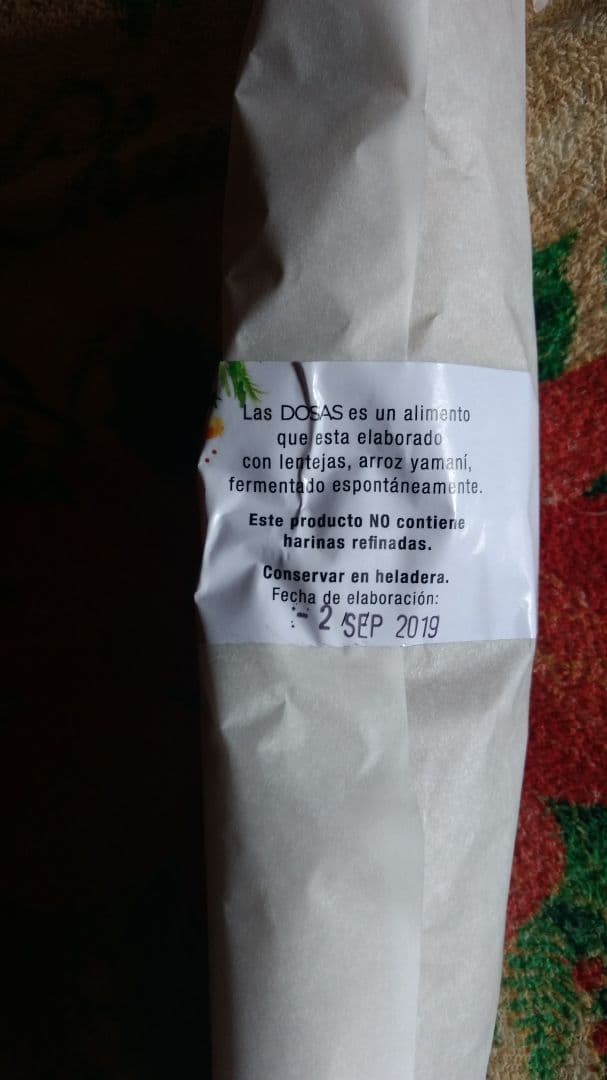 Las DOSAS es un alimento
que esta elaborado
con lentejas, arroz yamaní,
fermentado espontáneamente.
Este producto NO contiene
harinas refinadas.
Conservar en heladera.
Fecha de elaboración:
- 2 SEP 2019